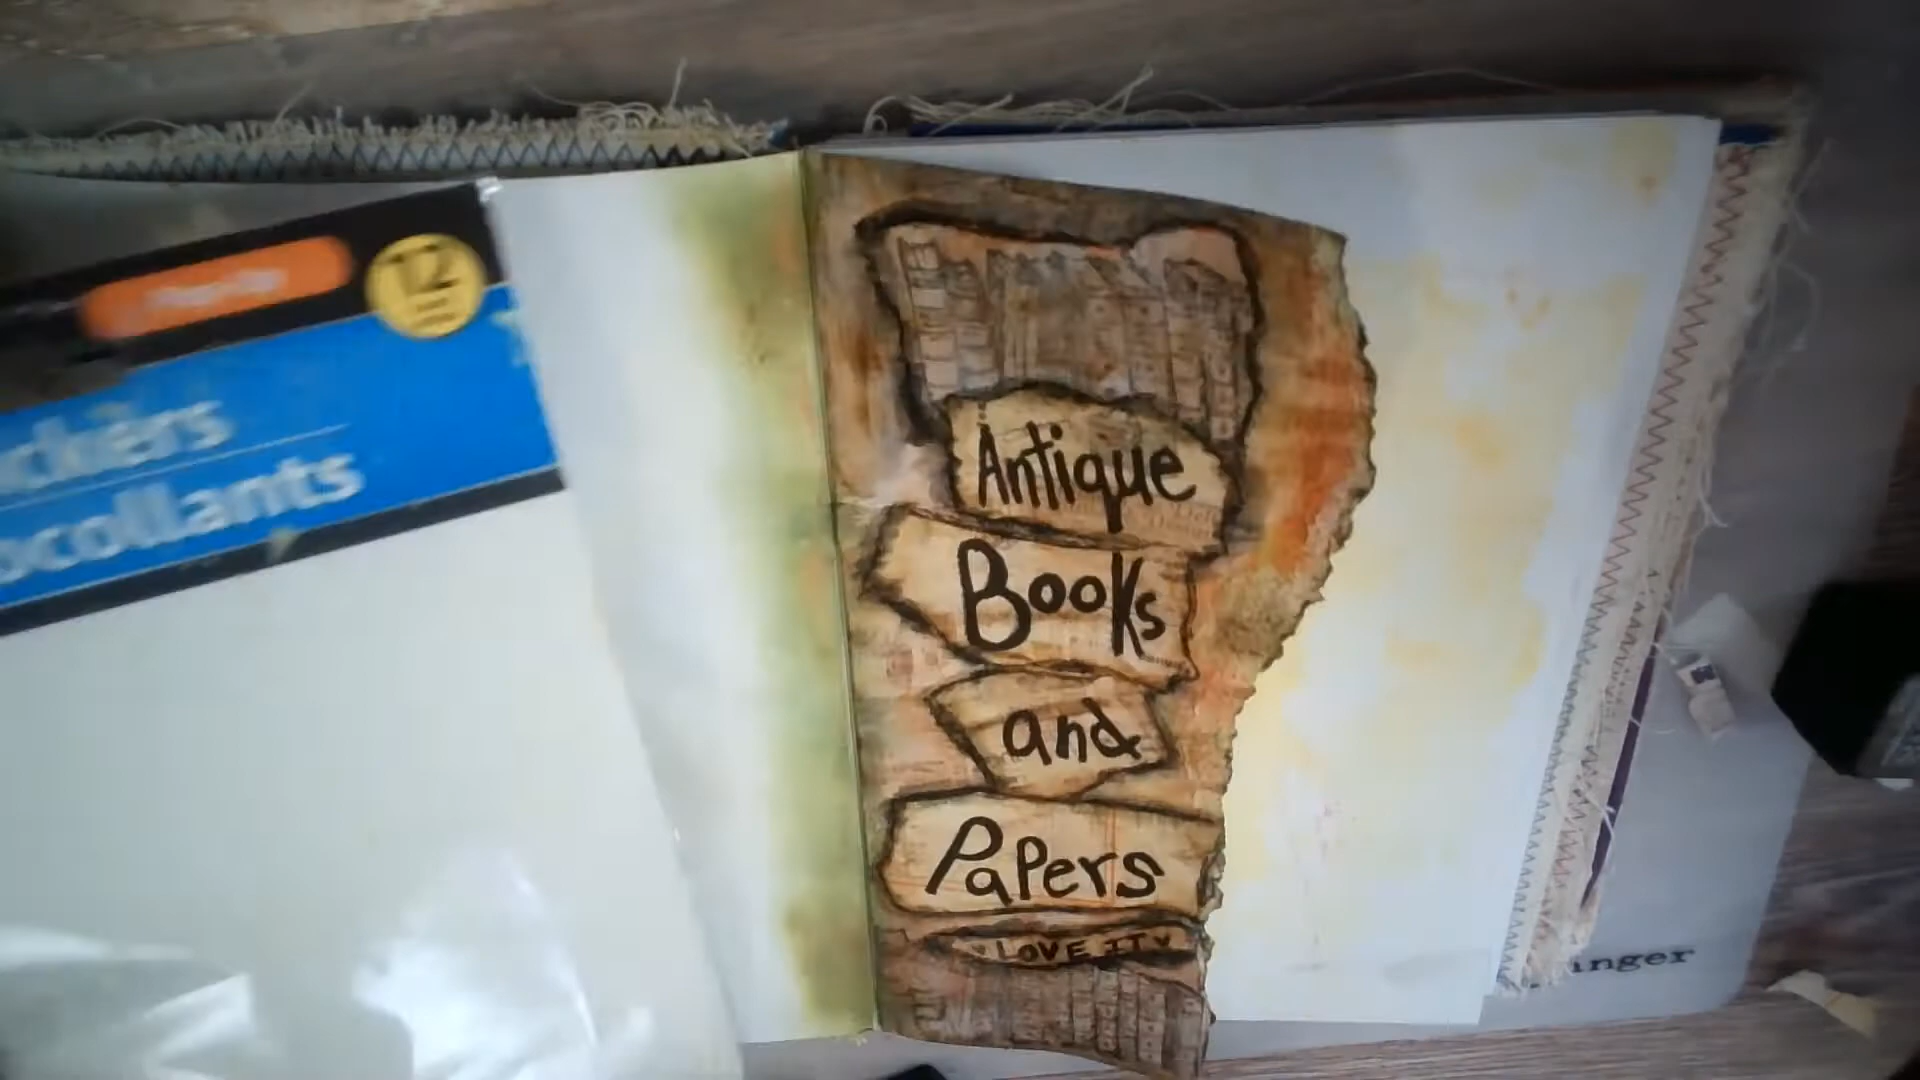 12
ckers
ocollants
Antique
Books
and
Papers
LOVE IT
inger